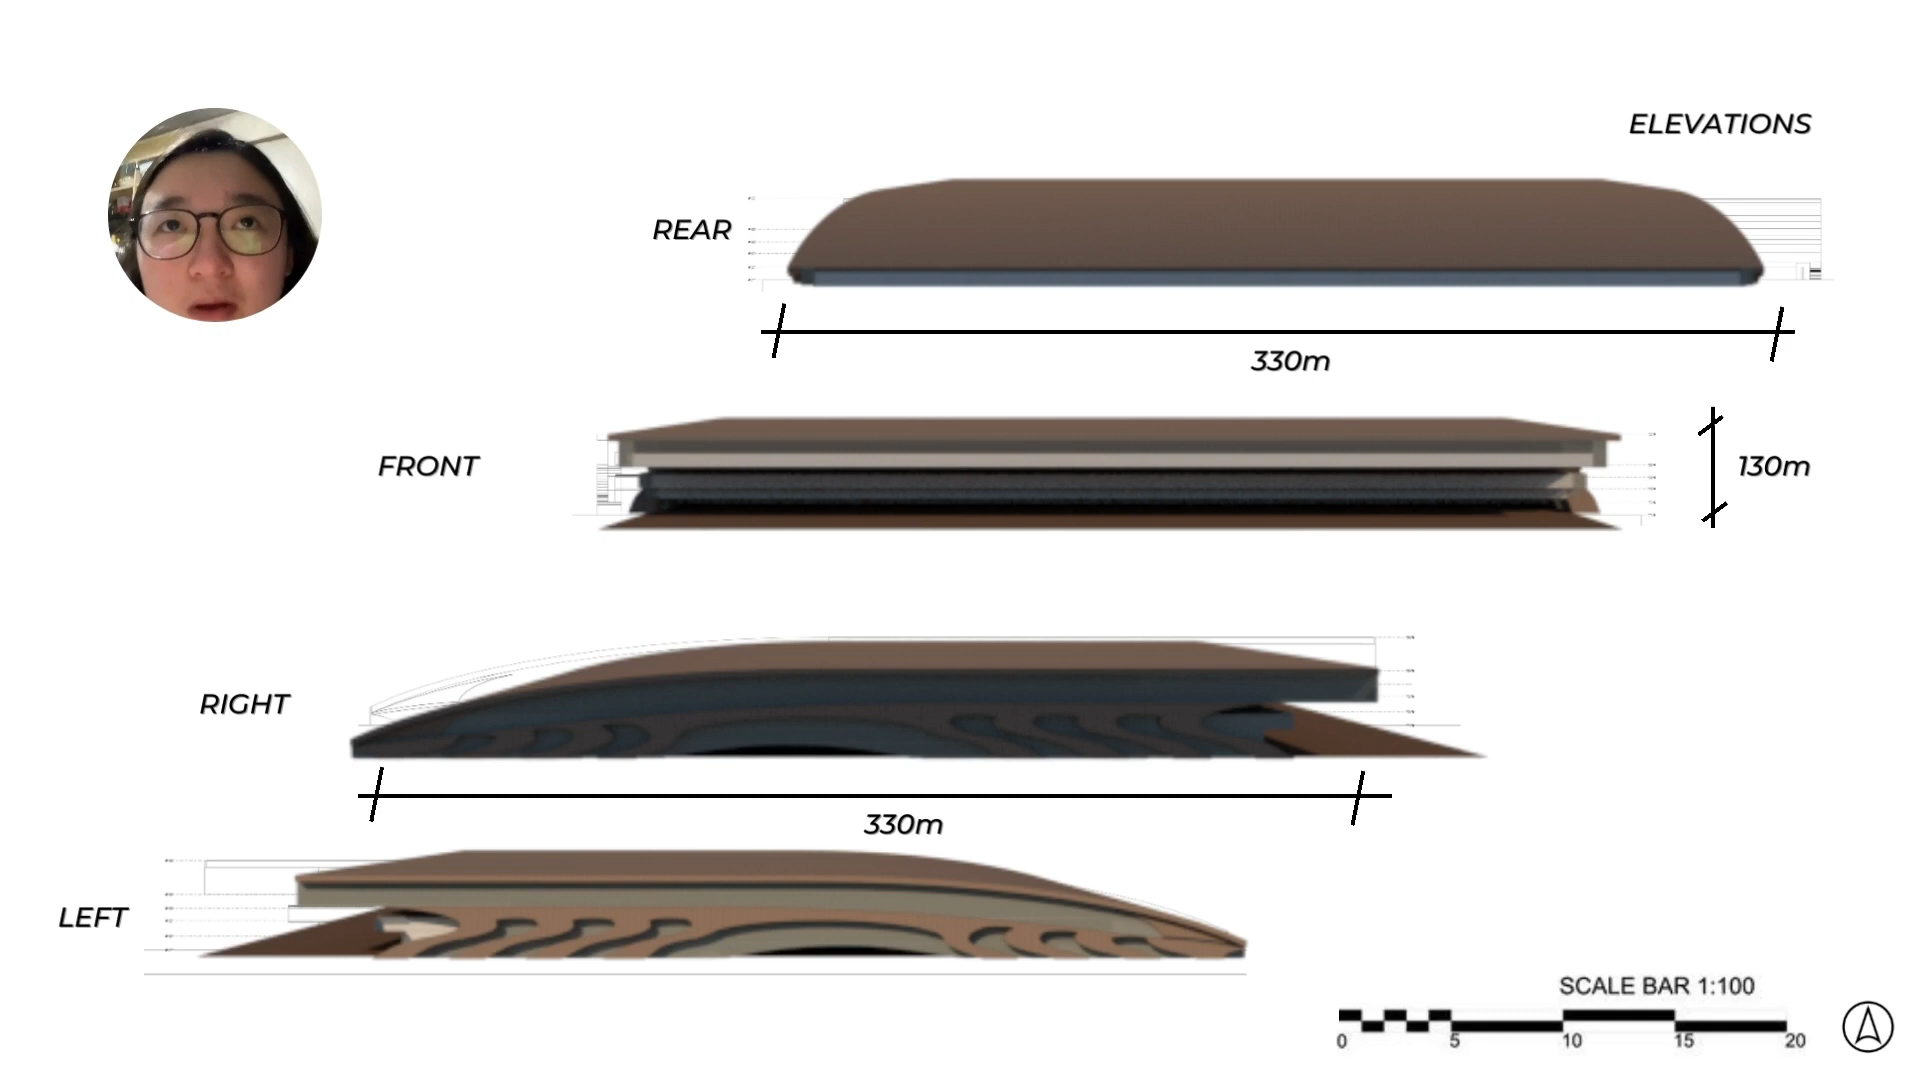 ELEVATIONS
REAR
330m
FRONT
130m
RIGHT
330m
LEFT
SCALE BAR 1:100
0 5 10 15 20